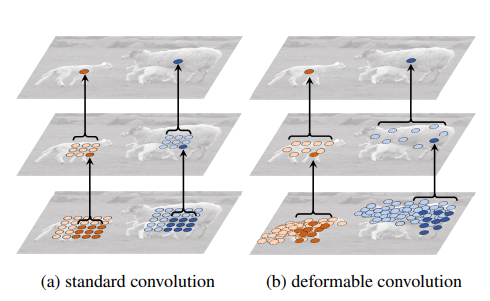 (a) standard convolution
(b) deformable convolution